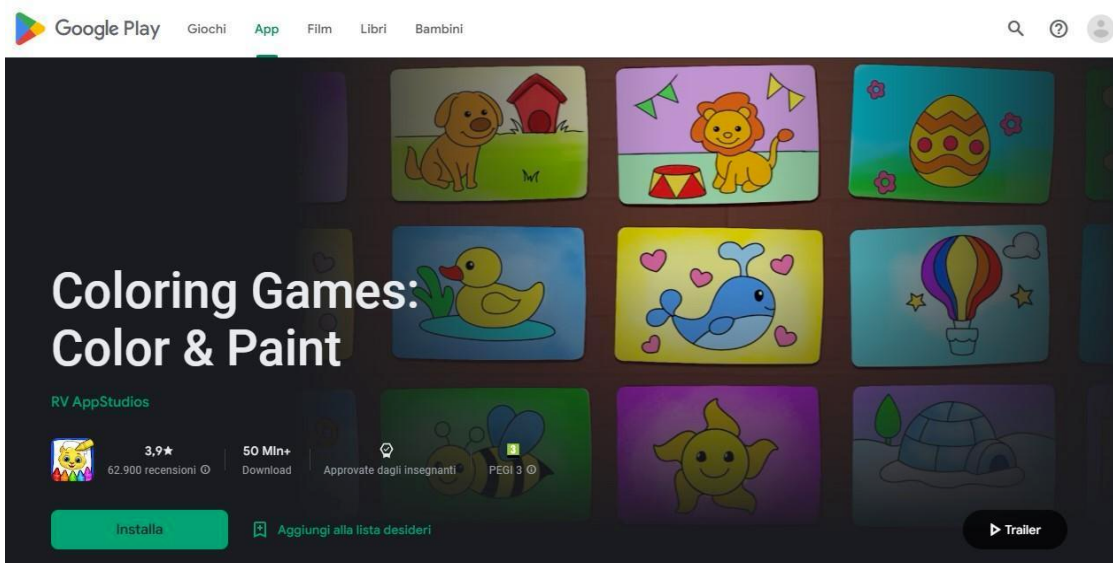 Google Play Giochi App Film Libri Bambini
Coloring Games:
Color & Paint
RV AppStudios
3,9★ 50 Mln+ 3
62.900 recensioni Download Approvate dagli insegnanti PEGI 3
Installa Aggiungi alla lista desideri Trailer